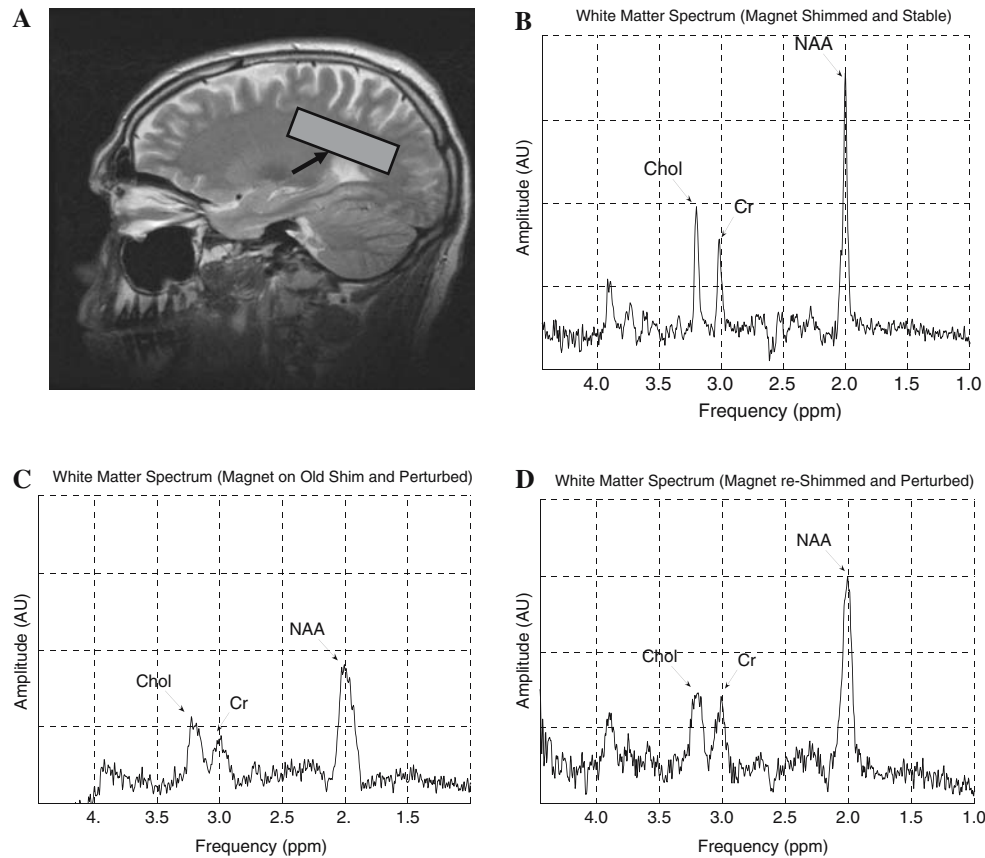 A
B
White Matter Spectrum (Magnet Shimmed and Stable)
NAA
Chol
Cr
Amplitude (AU)
4.0 3.5 3.0 2.5 2.0 1.5 1.0
Frequency (ppm)
C
White Matter Spectrum (Magnet on Old Shim and Perturbed)
NAA
Chol
Cr
Amplitude (AU)
4. 3.5 3.0 2.5 2. 1.5
Frequency (ppm)
D
White Matter Spectrum (Magnet re-Shimmed and Perturbed)
NAA
Chol
Cr
Amplitude (AU)
4.0 3.5 3.0 2.5 2.0 1.5 1.0
Frequency (ppm)